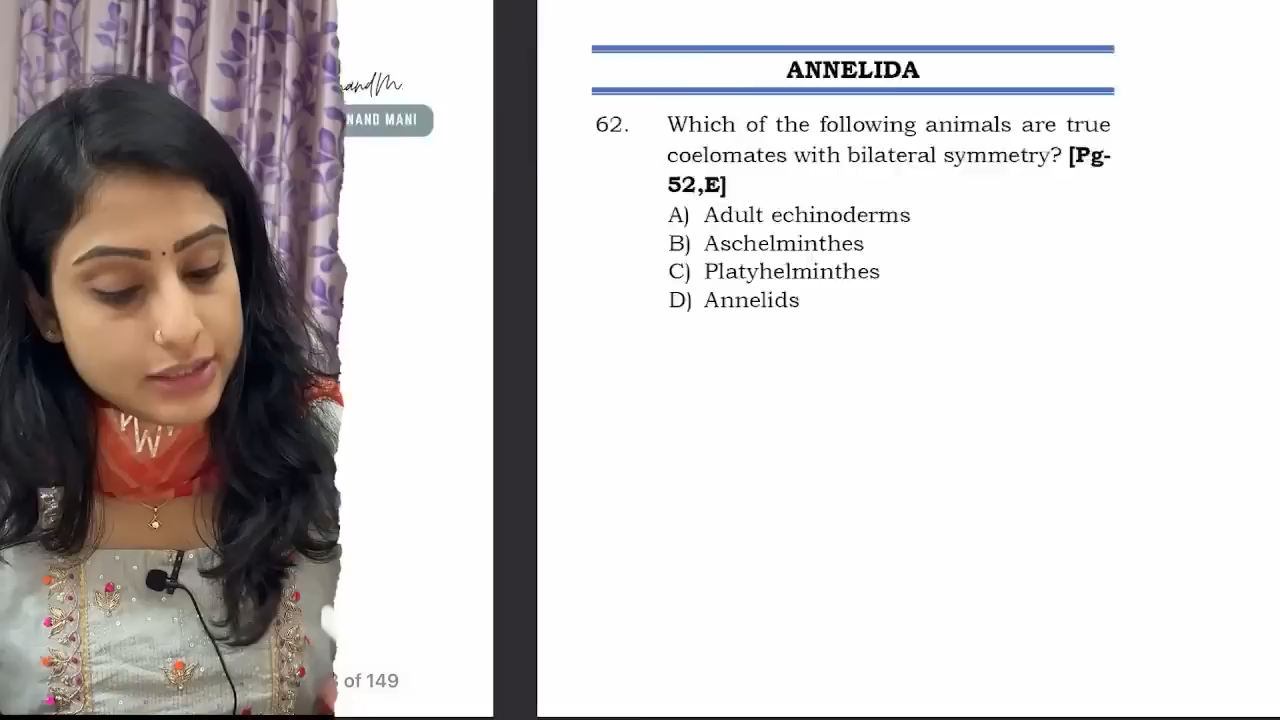 NAND MANI
of 149
ANNELIDA
62. Which of the following animals are true
coelomates with bilateral symmetry? [Pg-
52,E]
A) Adult echinoderms
B) Aschelminthes
C) Platyhelminthes
D) Annelids